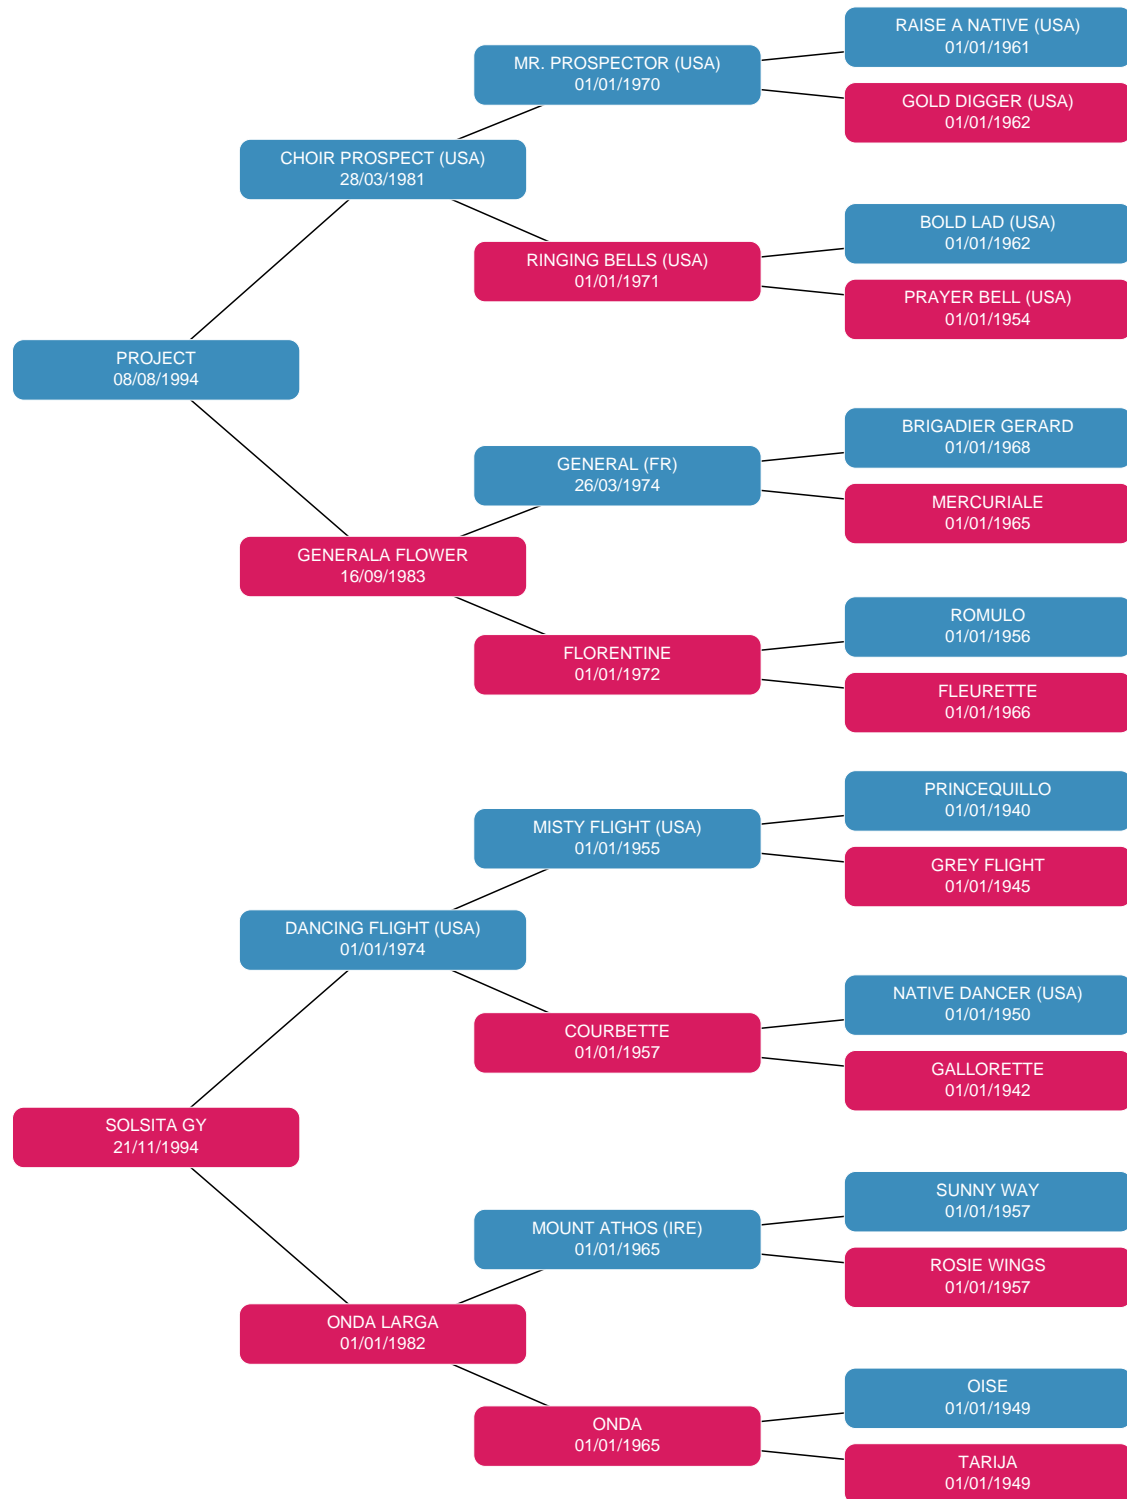 RAISE A NATIVE (USA)
01/01/1961
MR. PROSPECTOR (USA)
01/01/1970
GOLD DIGGER (USA)
01/01/1962
CHOIR PROSPECT (USA)
28/03/1981
BOLD LAD (USA)
01/01/1962
RINGING BELLS (USA)
01/01/1971
PRAYER BELL (USA)
01/01/1954
PROJECT
08/08/1994
BRIGADIER GERARD
01/01/1968
GENERAL (FR)
26/03/1974
MERCURIALE
01/01/1965
GENERALA FLOWER
16/09/1983
ROMULO
01/01/1956
FLORENTINE
01/01/1972
FLEURETTE
01/01/1966
PRINCEQUILLO
01/01/1940
MISTY FLIGHT (USA)
01/01/1955
GREY FLIGHT
01/01/1945
DANCING FLIGHT (USA)
01/01/1974
NATIVE DANCER (USA)
01/01/1950
COURBETTE
01/01/1957
GALLORETTE
01/01/1942
SOLSITA GY
21/11/1994
SUNNY WAY
01/01/1957
MOUNT ATHOS (IRE)
01/01/1965
ROSIE WINGS
01/01/1957
ONDA LARGA
01/01/1982
OISE
01/01/1949
ONDA
01/01/1965
TARIJA
01/01/1949